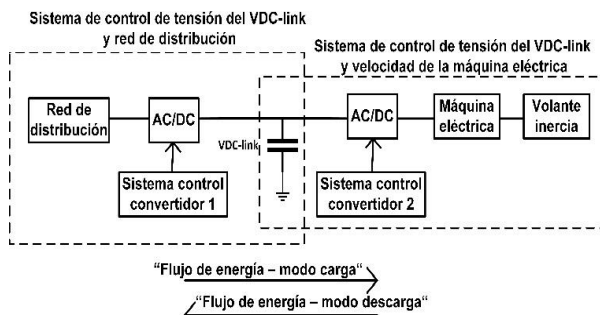 Sistema de control de tensión del VDC-link
y red de distribución
Sistema de control de tensión del VDC-link
y velocidad de la máquina eléctrica
Red de
distribución
AC/DC
VDC-link
AC/DC
Máquina
eléctrica
Volante
inercia
Sistema control
convertidor 1
Sistema control
convertidor 2
“Flujo de energía – modo carga“
“Flujo de energía – modo descarga“